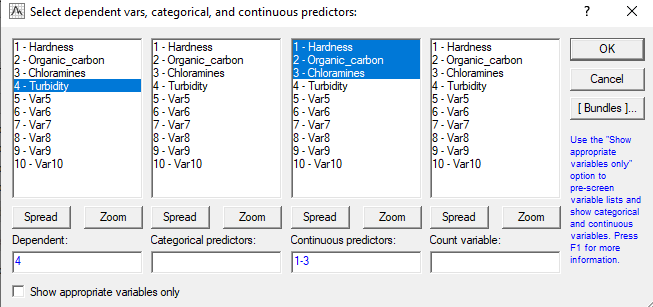 Select dependent vars, categorical, and continuous predictors:
? ×
1 - Hardness
2 - Organic_carbon
3 - Chloramines
4 - Turbidity
5 - Var5
6 - Var6
7 - Var7
8 - Var8
9 - Var9
10 - Var10
1 - Hardness
2 - Organic_carbon
3 - Chloramines
4 - Turbidity
5 - Var5
6 - Var6
7 - Var7
8 - Var8
9 - Var9
10 - Var10
1 - Hardness
2 - Organic_carbon
3 - Chloramines
4 - Turbidity
5 - Var5
6 - Var6
7 - Var7
8 - Var8
9 - Var9
10 - Var10
1 - Hardness
2 - Organic_carbon
3 - Chloramines
4 - Turbidity
5 - Var5
6 - Var6
7 - Var7
8 - Var8
9 - Var9
10 - Var10
OK
Cancel
[ Bundles ]...
Use the "Show
appropriate
variables only"
option to
pre-screen
variable lists and
show categorical
and continuous
variables. Press
F1 for more
information.
Spread Zoom Spread Zoom Spread Zoom Spread Zoom
Dependent: Categorical predictors: Continuous predictors: Count variable:
4 1-3
Show appropriate variables only